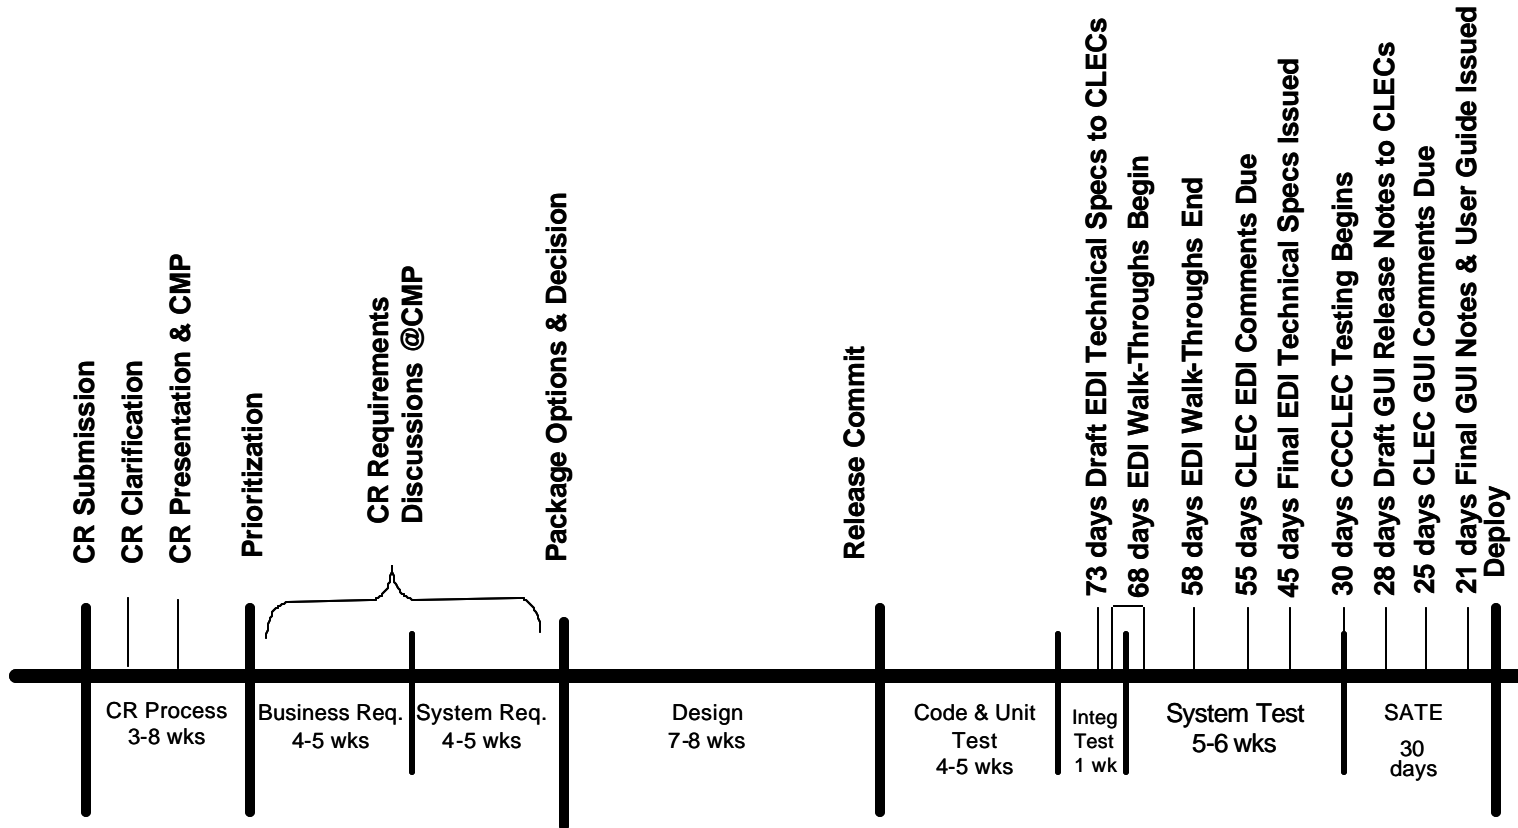 CR Submission
CR Clarification
CR Presentation & CMP
Prioritization
CR Requirements
Discussions @CMP
Package Options & Decision
Release Commit
73 days Draft EDI Technical Specs to CLECs
68 days EDI Walk-Throughs Begin
58 days EDI Walk-Throughs End
55 days CLEC EDI Comments Due
45 days Final EDI Technical Specs Issued
30 days CCCLEC Testing Begins
28 days Draft GUI Release Notes to CLECs
25 days CLEC GUI Comments Due
21 days Final GUI Notes & User Guide Issued
Deploy
CR Process
3-8 wks
Business Req.
4-5 wks
System Req.
4-5 wks
Design
7-8 wks
Code & Unit
Test
4-5 wks
Integ
Test
1 wk
System Test
5-6 wks
SATE
30
days